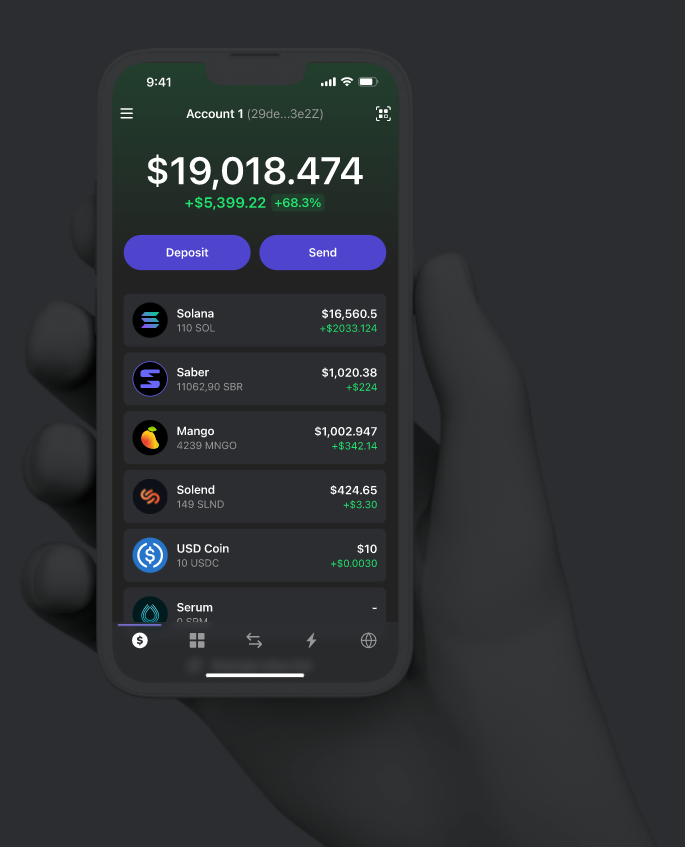 9:41
Account 1 (29de...3e2Z)
$19,018.474
+$5,399.22 +68.3%
Deposit Send
Solana $16,560.5
110 SOL +$2033.124
Saber $1,020.38
11062,90 SBR +$224
Mango $1,002.947
4239 MNGO +$342.14
Solend $424.65
149 SLND +$3.30
USD Coin $10
10 USDC +$0.0030
Serum -
0 SRM